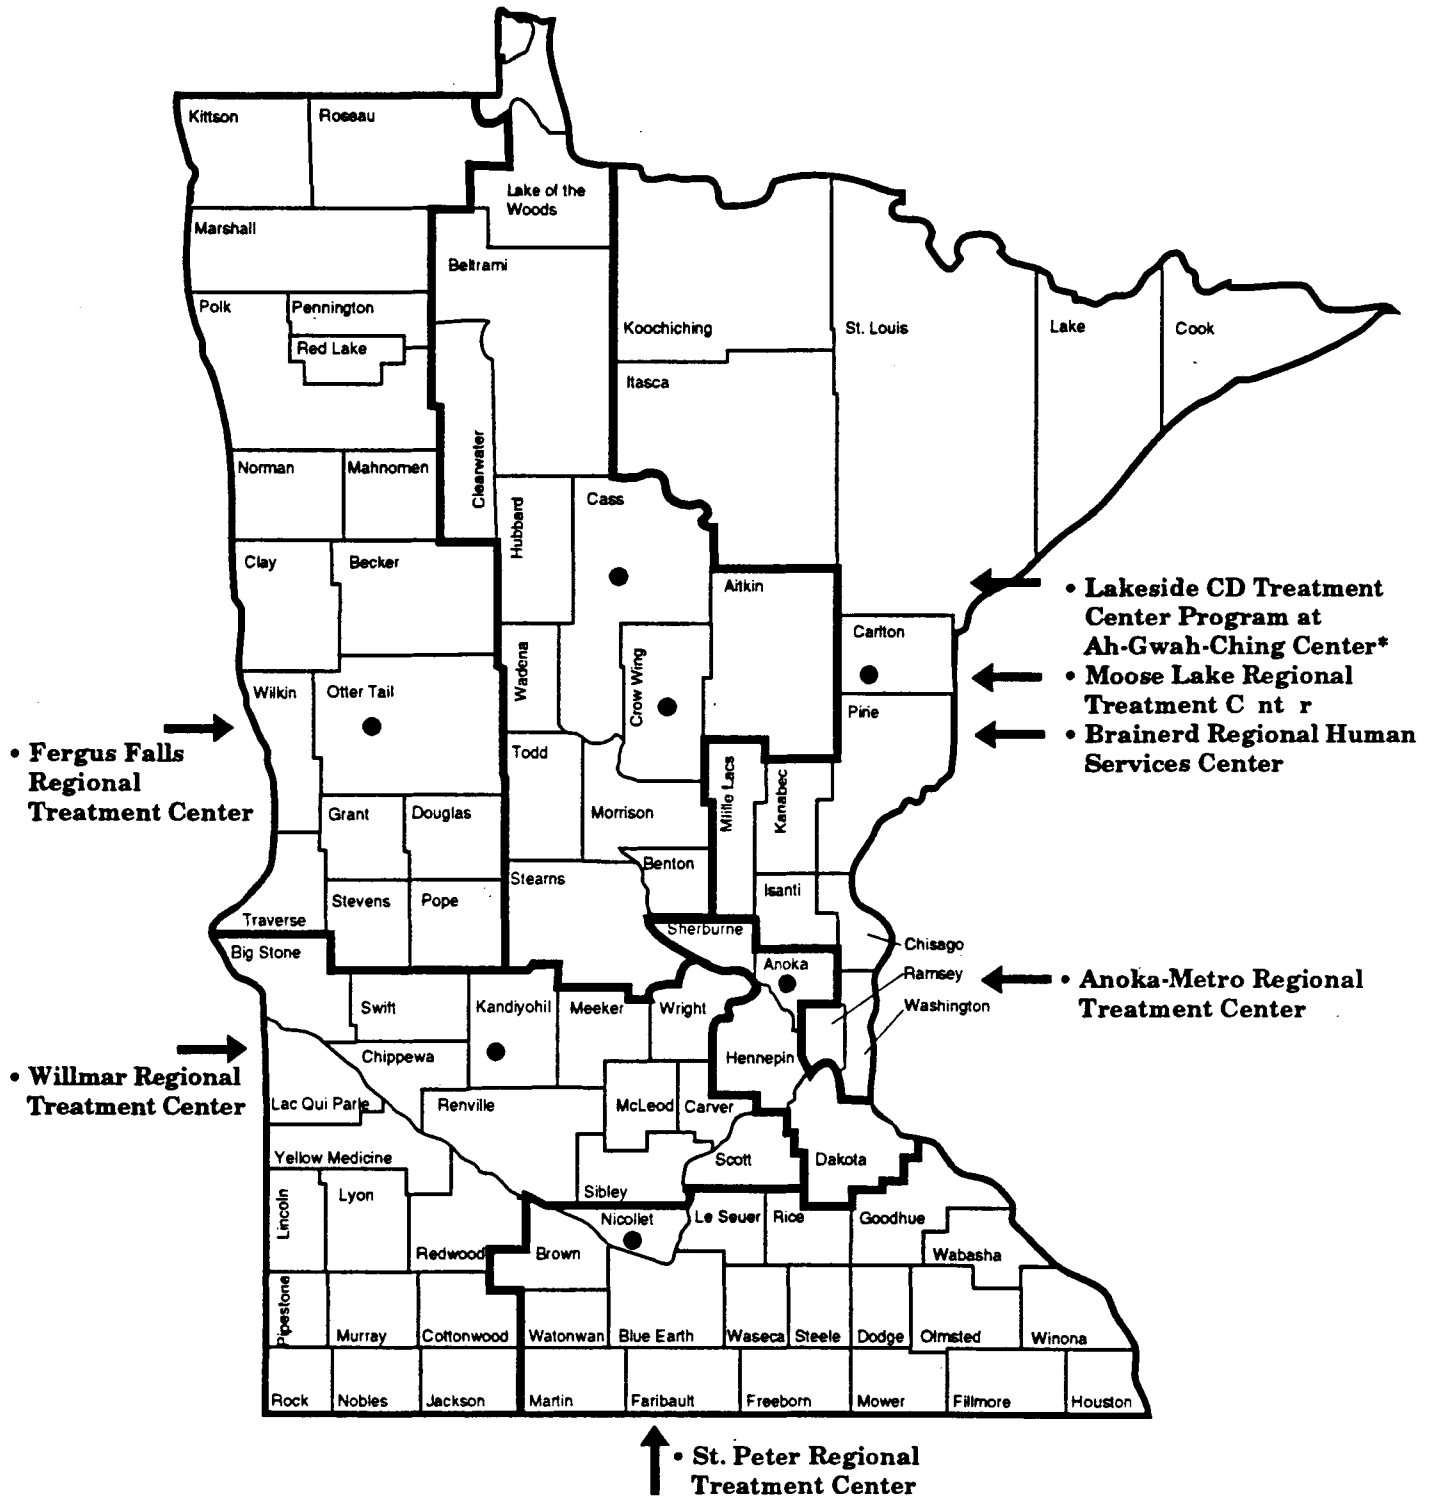 Kittson
Roseau
Lake of the
Woods
Marshall
Beltrami
Polk
Pennington
Red Lake
Koochiching
St. Louis
Lake
Cook
Itasca
Clearwater
Norman
Mahnomen
Hubbard
Cass
Clay
Becker
Aitkin
• Lakeside CD Treatment
Center Program at
Ah-Gwah-Ching Center*
Carlton
• Moose Lake Regional
Treatment C nt r
Wadena
Crow Wing
Wilkin
Otter Tail
Pine
• Brainerd Regional Human
Services Center
• Fergus Falls
Regional
Treatment Center
Todd
Mille Lacs
Kanabec
Grant
Douglas
Morrison
Benton
Stearns
Isanti
Stevens
Pope
Traverse
Sherburne
Big Stone
Chisago
Anoka
Ramsey
• Anoka-Metro Regional
Treatment Center
Swift
Kandiyohil
Meeker
Wright
Washington
Chippewa
Hennepin
• Willmar Regional
Treatment Center
Lac Qui Parle
Renville
McLeod
Carver
Yellow Medicine
Scott
Dakota
Lincoln
Lyon
Sibley
Nicollet
Le Seuer
Rice
Goodhue
Redwood
Brown
Wabasha
Pipestone
Murray
Cottonwood
Watonwan
Blue Earth
Waseca
Steele
Dodge
Olmsted
Winona
Rock
Nobles
Jackson
Martin
Faribault
Freeborn
Mower
Fillmore
Houston
• St. Peter Regional
Treatment Center